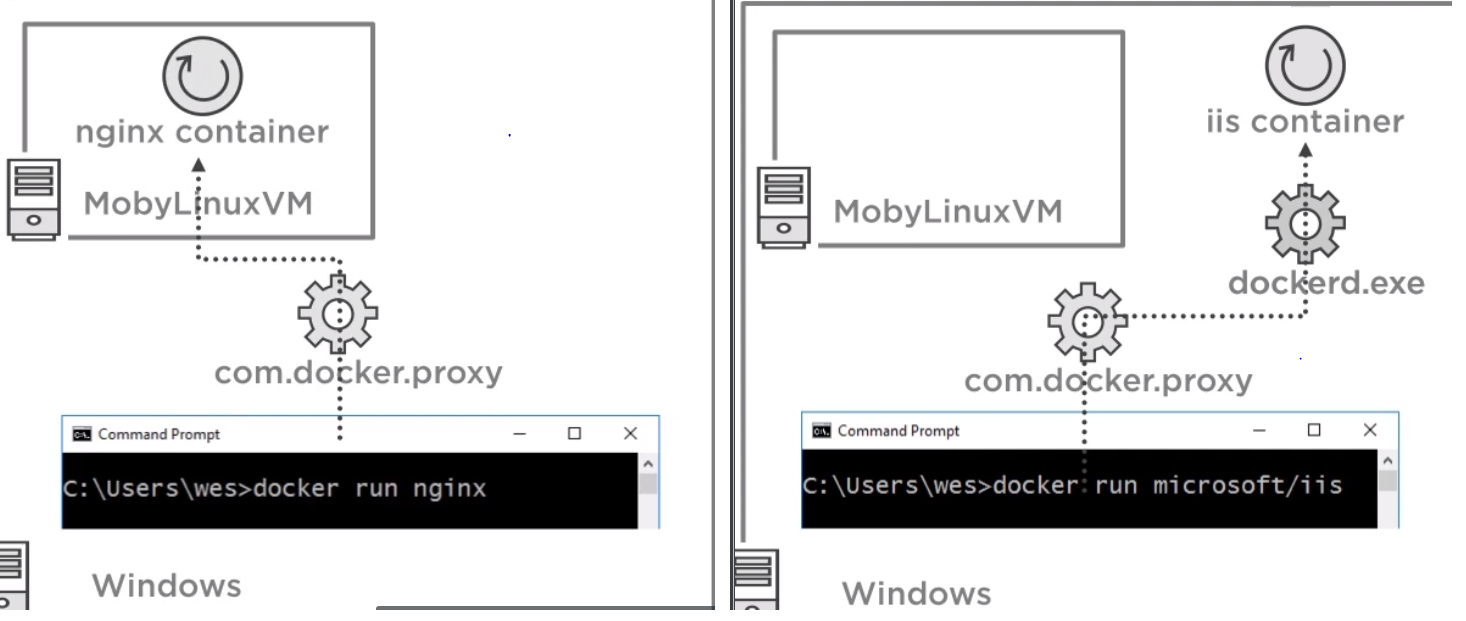 nginx container
MobyLinuxVM
com.docker.proxy
Command Prompt
C:\Users\wes>docker run nginx
Windows
iis container
MobyLinuxVM
dockerd.exe
com.docker.proxy
Command Prompt
C:\Users\wes>docker run microsoft/iis
Windows